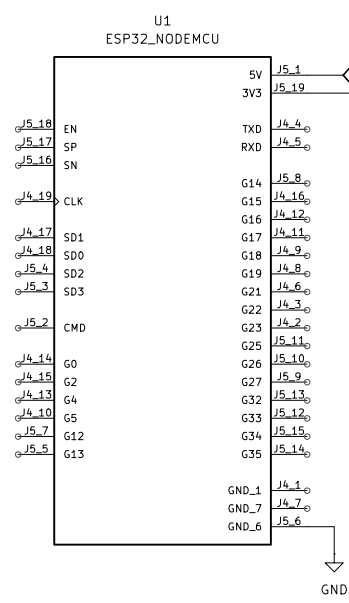 U1
ESP32_NODEMCU
5V J5_1
3V3 J5_19
J5_18 EN TXD J4_4
J5_17 SP RXD J4_5
J5_16 SN
G14 J5_8
J4_19 CLK G15 J4_16
G16 J4_12
J4_17 SD1 G17 J4_11
J4_18 SD0 G18 J4_9
J5_4 SD2 G19 J4_8
J5_3 SD3 G21 J4_6
G22 J4_3
J5_2 CMD G23 J4_2
G25 J5_11
J4_14 G0 G26 J5_10
J4_15 G2 G27 J5_9
J4_13 G4 G32 J5_13
J4_10 G5 G33 J5_12
J5_7 G12 G34 J5_15
J5_5 G13 G35 J5_14
GND_1 J4_1
GND_7 J4_7
GND_6 J5_6
GND